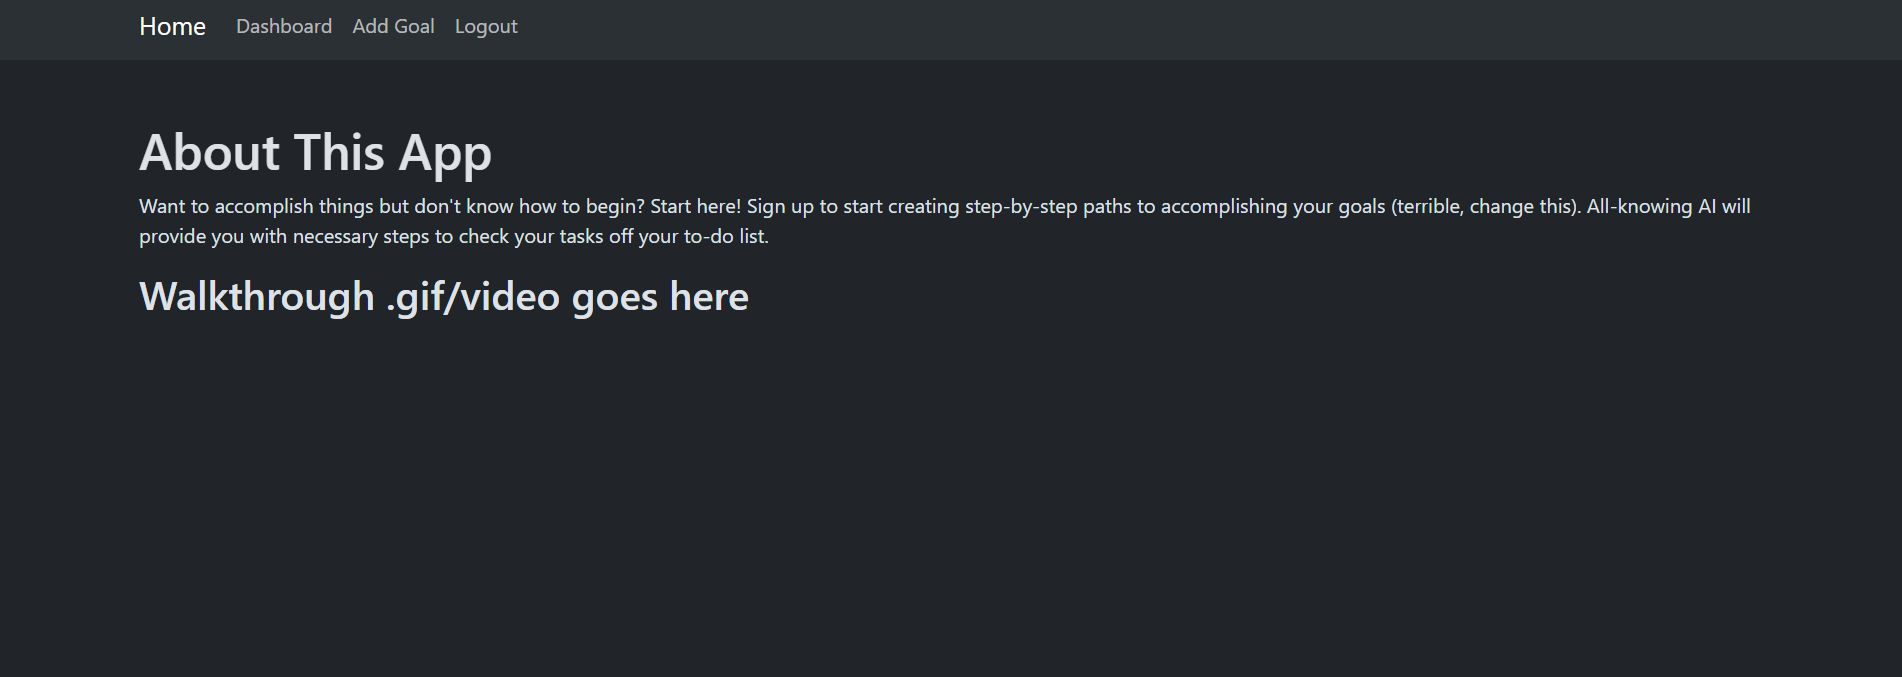 Home Dashboard Add Goal Logout
About This App
Want to accomplish things but don't know how to begin? Start here! Sign up to start creating step-by-step paths to accomplishing your goals (terrible, change this). All-knowing AI will
provide you with necessary steps to check your tasks off your to-do list.
Walkthrough .gif/video goes here